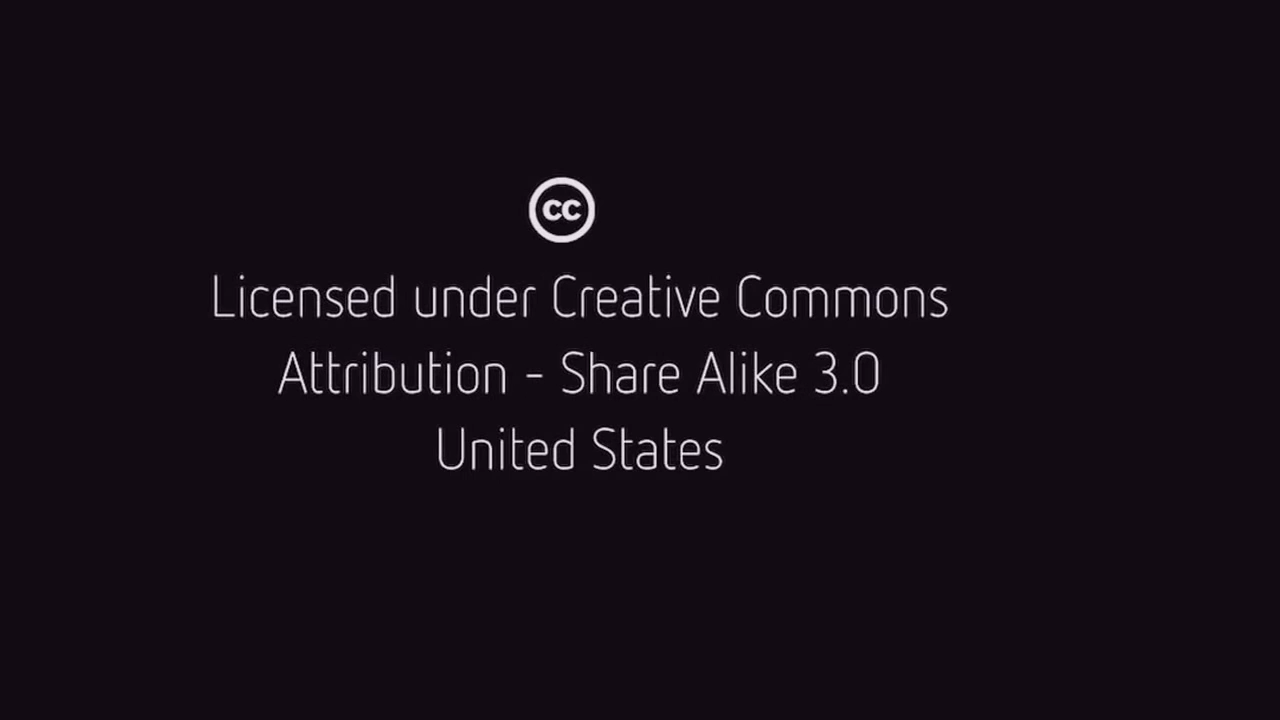 cc
Licensed under Creative Commons
Attribution - Share Alike 3.0
United States